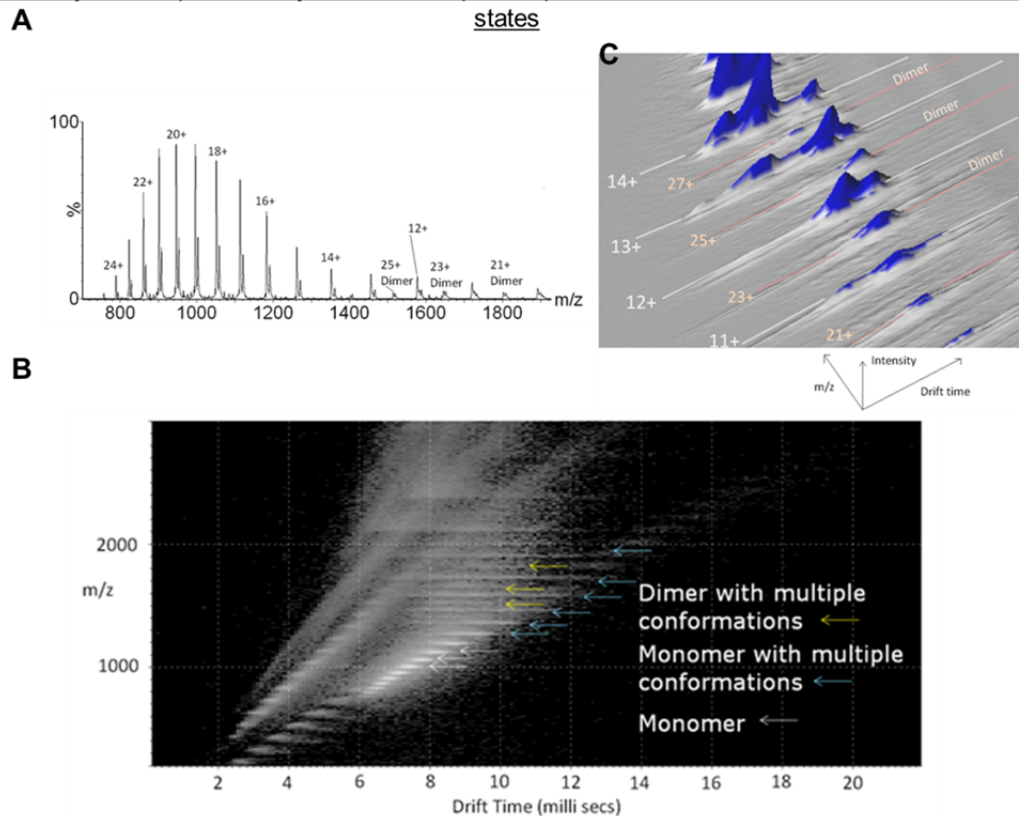 states
A
100
%
0
24+
22+
20+
18+
16+
14+
25+
Dimer
12+
23+
Dimer
21+
Dimer
800
1000
1200
1400
1600
1800
m/z
C
Dimer
Dimer
Dimer
14+
27+
13+
25+
12+
23+
11+
21+
Intensity
m/z
Drift time
B
2000
m/z
1000
Dimer with multiple
conformations
Monomer with multiple
conformations
Monomer
2
4
6
8
10
12
14
16
18
20
Drift Time (milli secs)